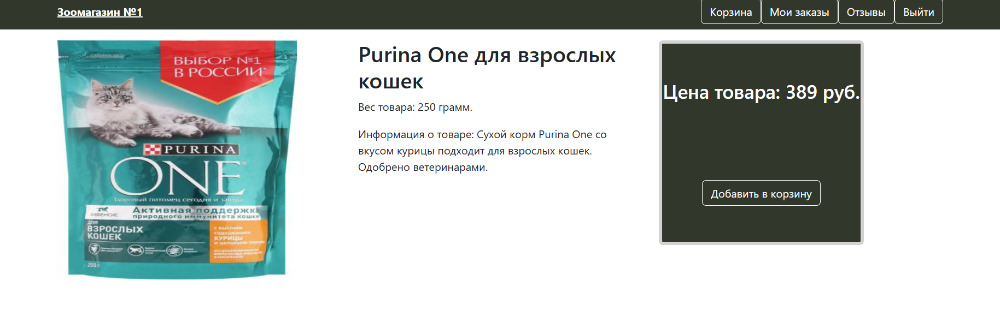 Зоомагазин №1
Корзина
Мои заказы
Отзывы
Выйти
ОТКРЫВАТЬ ЗДЕСЬ
ВЫБОР №1
В РОССИИ*
PURINA
ONE®
Здоровый питомец сегодня и завтра
БИФЕНСИС
Активная поддержка
природного иммунитета кошки
ДЛЯ
ВЗРОСЛЫХ
КОШЕК
С ВЫСОКИМ
СОДЕРЖАНИЕМ
КУРИЦЫ
И ЦЕЛЬНЫМИ ЗЛАКАМИ
200 г.
Purina One для взрослых
кошек
Вес товара: 250 грамм.
Информация о товаре: Сухой корм Purina One со
вкусом курицы подходит для взрослых кошек.
Одобрено ветеринарами.
Цена товара: 389 руб.
Добавить в корзину